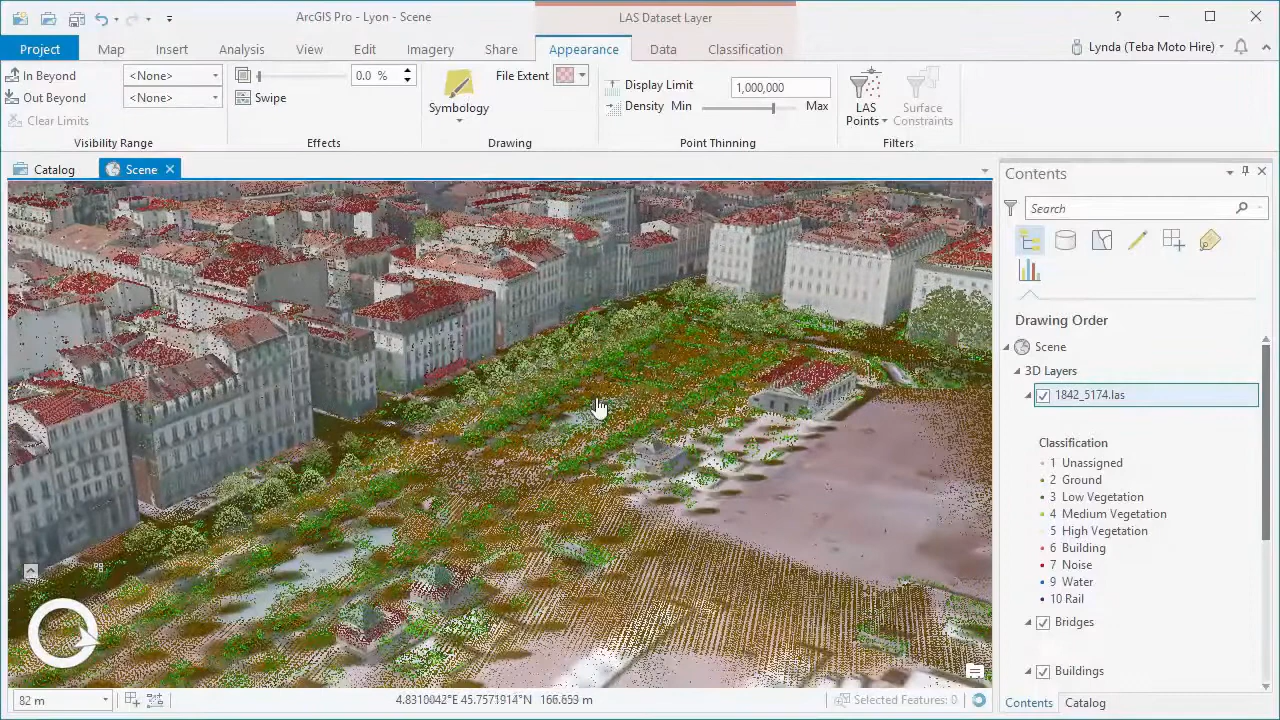 ArcGIS Pro - Lyon - Scene
LAS Dataset Layer
?
Project
Map
Insert
Analysis
View
Edit
Imagery
Share
Appearance
Data
Classification
Lynda (Teba Moto Hire)
In Beyond
<None>
Out Beyond
<None>
Clear Limits
Visibility Range
0.0 %
Swipe
Effects
Symbology
File Extent
Drawing
Display Limit
1,000,000
Density Min
Max
Point Thinning
LAS
Points
Surface
Constraints
Filters
Catalog
Scene
Contents
Search
Drawing Order
Scene
3D Layers
1842_5174.las
Classification
1 Unassigned
2 Ground
3 Low Vegetation
4 Medium Vegetation
5 High Vegetation
6 Building
7 Noise
9 Water
10 Rail
Bridges
Buildings
82 m
4.8310042°E 45.7571914°N 166.653 m
Selected Features: 0
Contents
Catalog